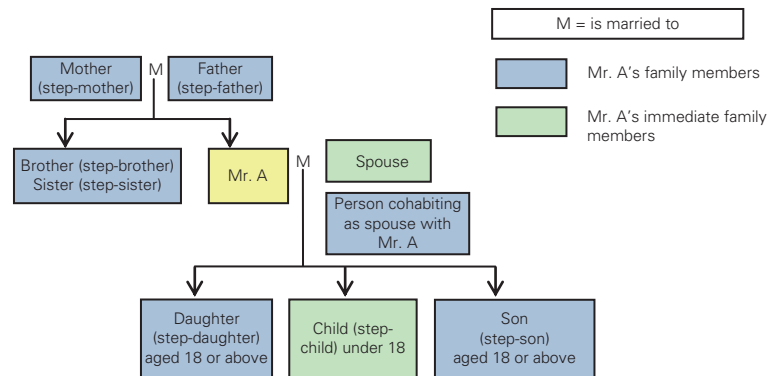 M = is married to
Mother
(step-mother)
M
Father
(step-father)
Mr. A's family members
Mr. A's immediate family
members
Brother (step-brother)
Sister (step-sister)
Mr. A
M
Spouse
Person cohabiting
as spouse with
Mr. A
Daughter
(step-daughter)
aged 18 or above
Child (step-
child) under 18
Son
(step-son)
aged 18 or above